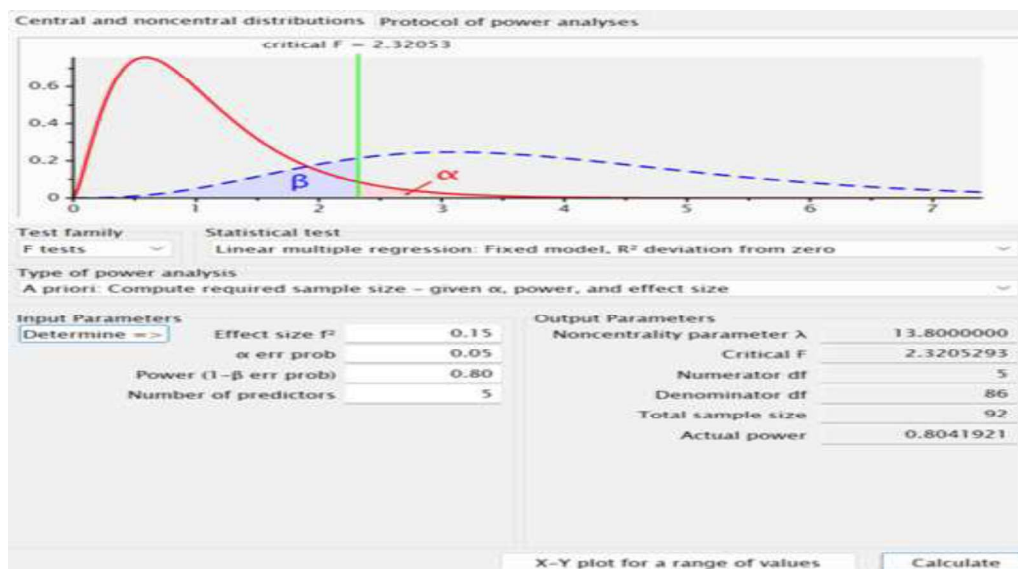 Central and noncentral distributions Protocol of power analyses
critical F = 2.32053
0.6
0.4
0.2
0
β
α
0 1 2 3 4 5 6 7
Test family Statistical test
F tests Linear multiple regression: Fixed model, R² deviation from zero
Type of power analysis
A priori: Compute required sample size – given α, power, and effect size
Input Parameters Output Parameters
Determine => Effect size f² 0.15 Noncentrality parameter λ 13.8000000
α err prob 0.05 Critical F 2.3205293
Power (1–β err prob) 0.80 Numerator df 5
Number of predictors 5 Denominator df 86
Total sample size 92
Actual power 0.8041921
X–Y plot for a range of values Calculate